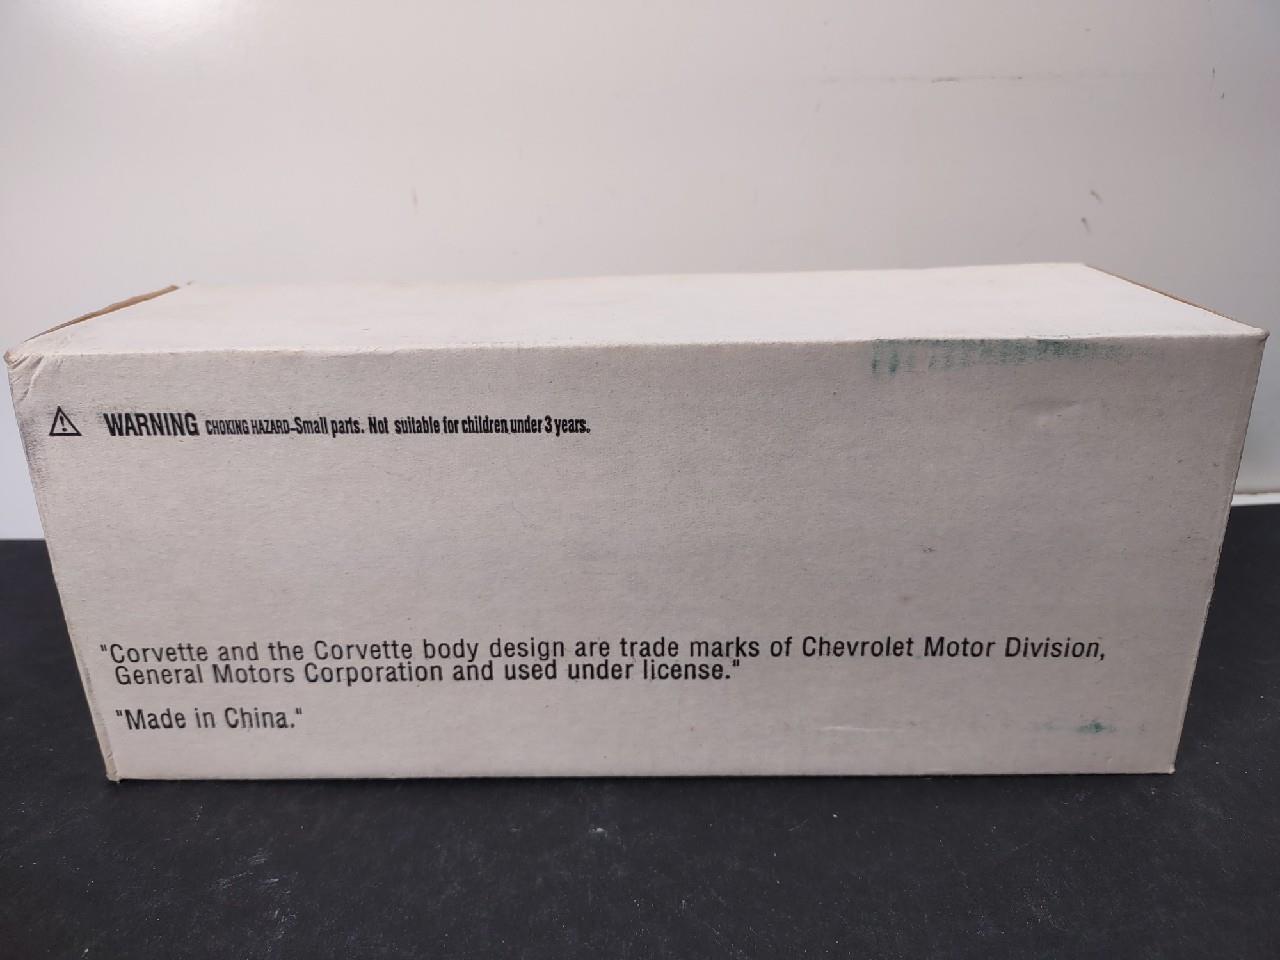 WARNING CHOKING HAZARD-Small parts. Not suitable for children under 3 years.
"Corvette and the Corvette body design are trade marks of Chevrolet Motor Division,
General Motors Corporation and used under license."
"Made in China."